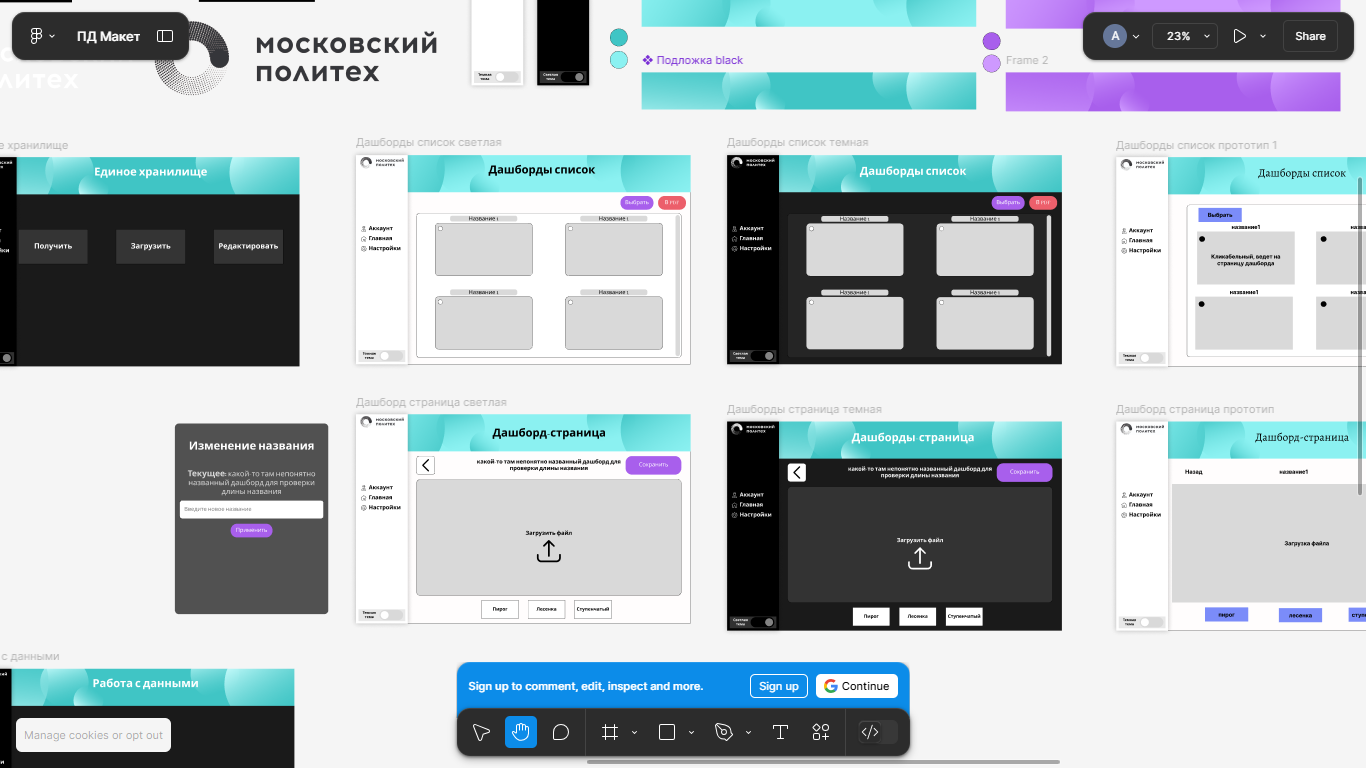 ПД Макет
московский
политех
Темная
тема
Светлая
тема
Подложка black
Frame 2
A
23%
Share
е хранилище
Единое хранилище
Получить
Загрузить
Редактировать
Дашборды список светлая
московский
политех
Дашборды список
Выбрать
Название 1
Название 1
Аккаунт
Главная
Настройки
Название 1
Название 1
Темная
тема
Дашборды список темная
московский
политех
Дашборды список
Выбрать
Название 1
Название 1
Аккаунт
Главная
Настройки
Название 1
Название 1
Светлая
тема
Дашборды список прототип 1
московский
политех
Дашборды список
Выбрать
название1
Аккаунт
Главная
Настройки
Кликабельный, ведет на
страницу дашборда
название1
Темная
тема
Изменение названия
Текущее: какой-то там непонятно
названный дашборд для проверки
длины названия
Введите новое название
Применить
Дашборд страница светлая
московский
политех
Дашборд-страница
какой-то там непонятно названный дашборд для
проверки длины названия
Сохранить
Аккаунт
Главная
Настройки
Загрузить файл
Пирог
Лесенка
Ступенчатый
Темная
тема
Дашборды страница темная
московский
политех
Дашборды страница
какой-то там непонятно названный дашборд для
проверки длины названия
Сохранить
Аккаунт
Главная
Настройки
Загрузить файл
Пирог
Лесенка
Ступенчатый
Светлая
тема
Дашборд страница прототип
московский
политех
Дашборд-страница
Назад
название1
Аккаунт
Главная
Настройки
Загрузка файла
пирог
лесенка
Темная
тема
с данными
Работа с данными
Manage cookies or opt out
Sign up to comment, edit, inspect and more.
Sign up
Continue